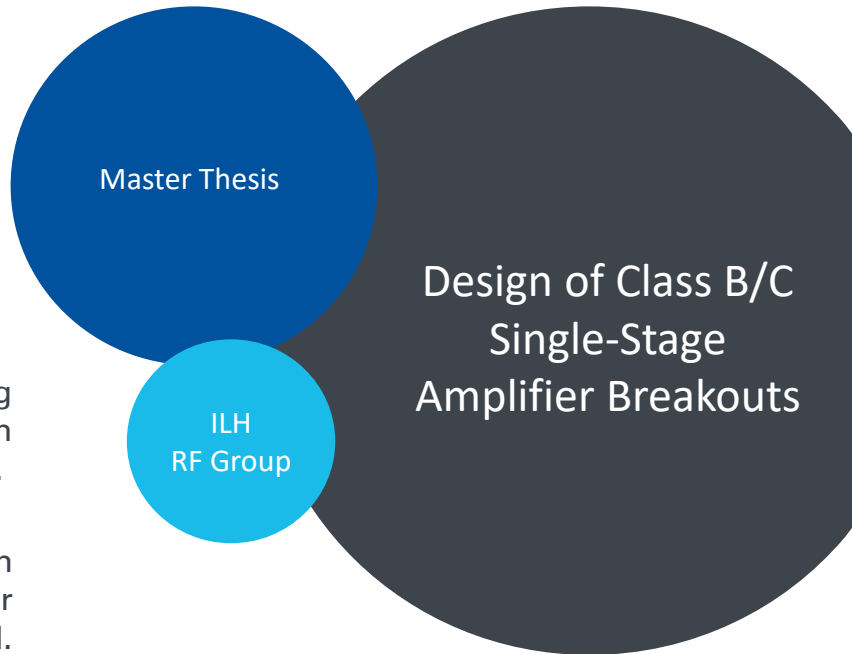 Master Thesis
Design of Class B/C
Single-Stage
Amplifier Breakouts
ILH
RF Group